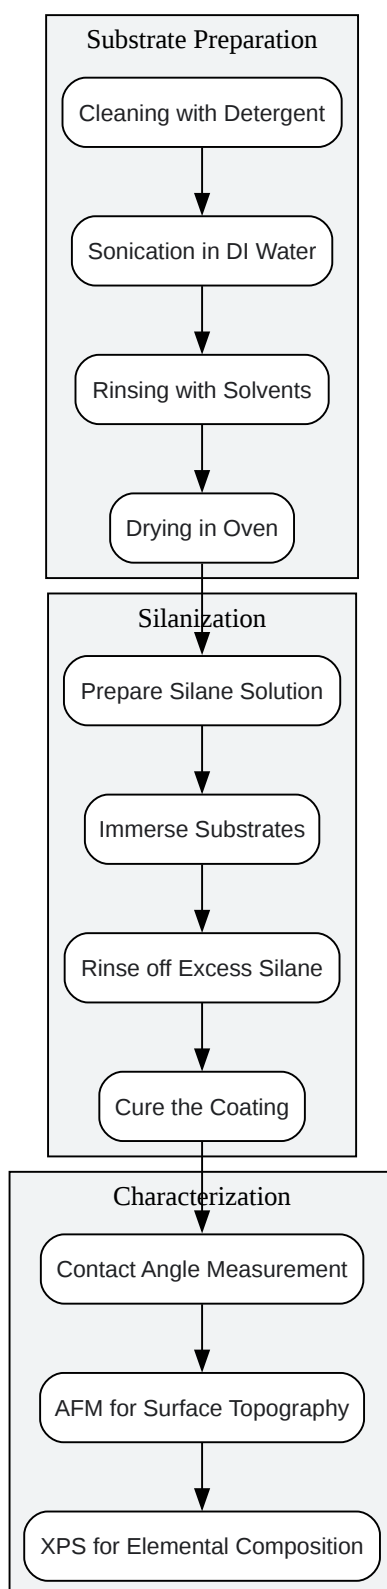 Substrate Preparation
Cleaning with Detergent
Sonication in DI Water
Rinsing with Solvents
Drying in Oven
Silanization
Prepare Silane Solution
Immerse Substrates
Rinse off Excess Silane
Cure the Coating
Characterization
Contact Angle Measurement
AFM for Surface Topography
XPS for Elemental Composition